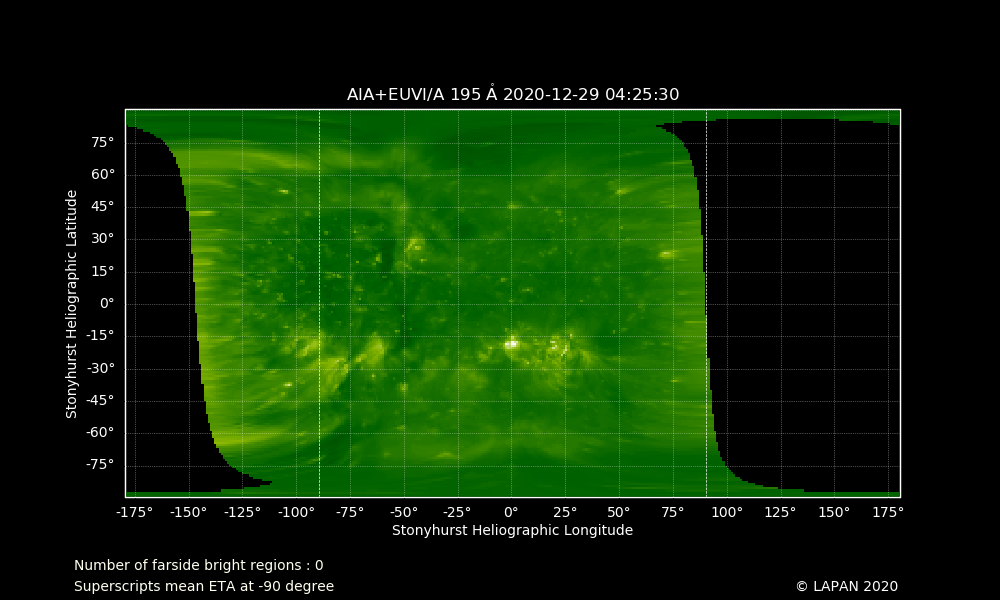 AIA+EUVI/A 195 Å 2020-12-29 04:25:30
75°
60°
45°
30°
15°
0°
-15°
-30°
-45°
-60°
-75°
Stonyhurst Heliographic Latitude
-175° -150° -125° -100° -75° -50° -25° 0° 25° 50° 75° 100° 125° 150° 175°
Stonyhurst Heliographic Longitude
Number of farside bright regions : 0
Superscripts mean ETA at -90 degree
© LAPAN 2020